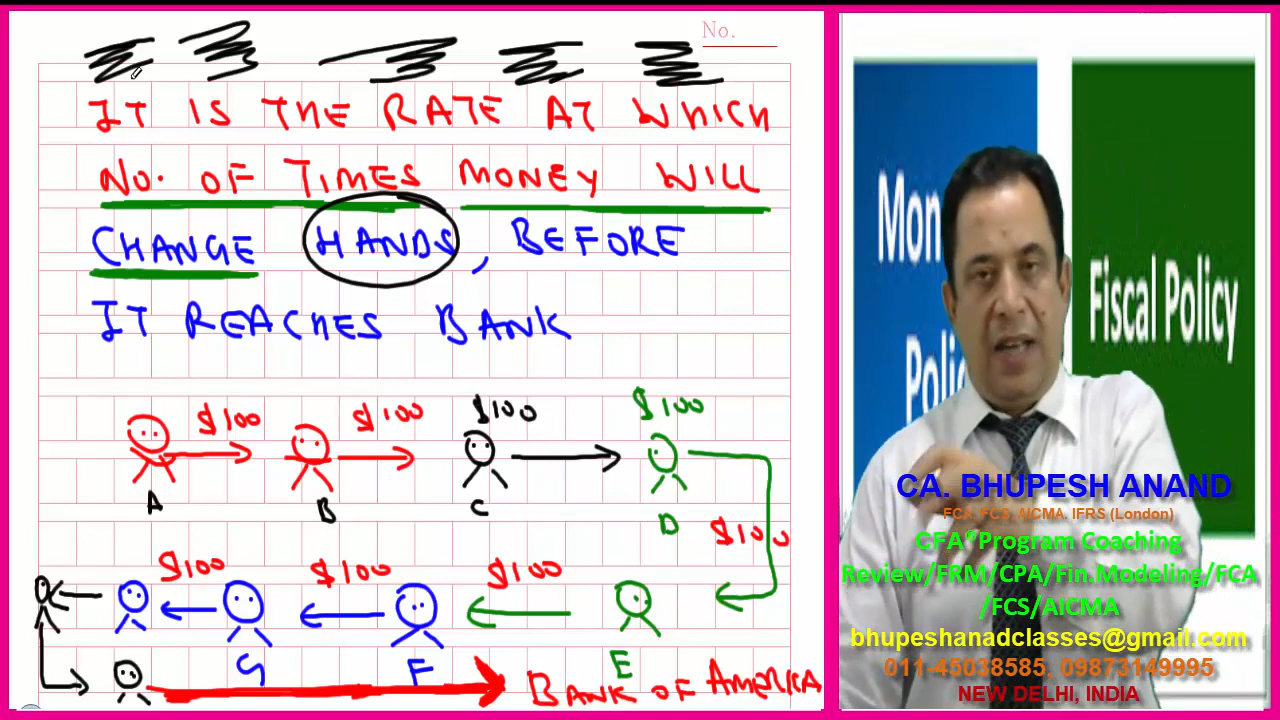 No.
IT IS THE RATE AT WHICH
NO. OF TIMES MONEY WILL
CHANGE HANDS, BEFORE
IT REACHES BANK
$100 $100 $100 $100
A B C D
$100
$100 $100 $100
G F E
BANK OF AMERICA
Mon
Poli
Fiscal Policy
CA. BHUPESH ANAND
FCA, FCS, AICMA, IFRS (London)
CFA®Program Coaching
Review/FRM/CPA/Fin.Modeling/FCA
/FCS/AICMA
bhupeshanadclasses@gmail.com
011-45038585, 09873149995
NEW DELHI, INDIA